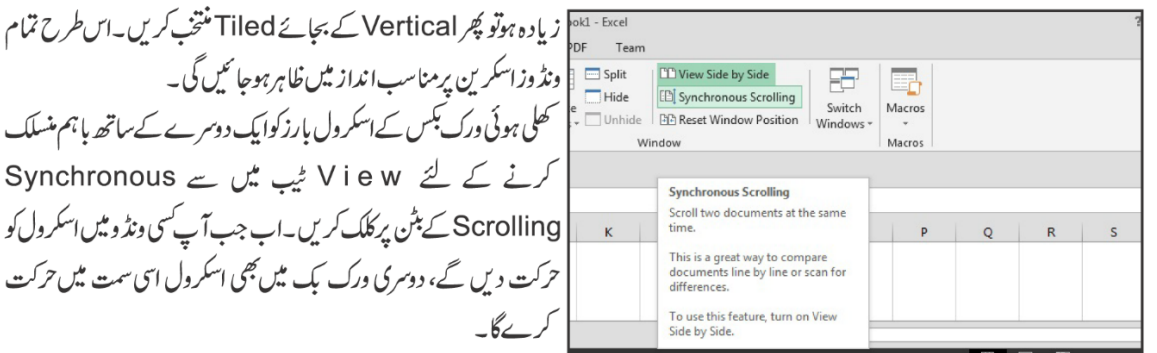 زیادہ ہوتو پھر Vertical کے بجائے Tiled منتخب کریں۔ اس طرح تمام
ونڈوز اسکرین پر مناسب انداز میں ظاہر ہوجائیں گی۔
کھلی ہوئی ورک بکس کے اسکرول بارز کو ایک دوسرے کے ساتھ باہم منسلک
کرنے کے لئے View ٹیب میں سے Synchronous
Scrolling کے بٹن پر کلک کریں۔ اب جب آپ کسی ونڈو میں اسکرول کو
حرکت دیں گے، دوسری ورک بک میں بھی اسکرول اسی سمت میں حرکت
کرے گا۔
ook1 - Excel ?
PDF Team
Split View Side by Side
Hide Synchronous Scrolling
Unhide Reset Window Position
Switch
Windows
Macros
Window Macros
Synchronous Scrolling
Scroll two documents at the same
time.
This is a great way to compare
documents line by line or scan for
differences.
To use this feature, turn on View
Side by Side.
K P Q R S